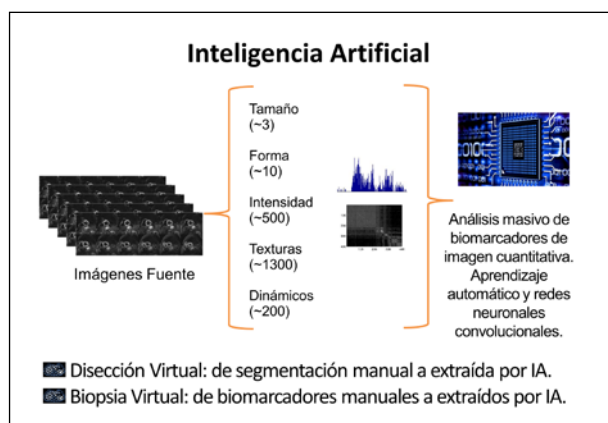 Inteligencia Artificial
Tamaño
(~3)
Forma
(~10)
Intensidad
(~500)
Texturas
(~1300)
Dinámicos
(~200)
Imágenes Fuente
Análisis masivo de
biomarcadores de
imagen cuantitativa.
Aprendizaje
automático y redes
neuronales
convolucionales.
Disección Virtual: de segmentación manual a extraída por IA.
Biopsia Virtual: de biomarcadores manuales a extraídos por IA.